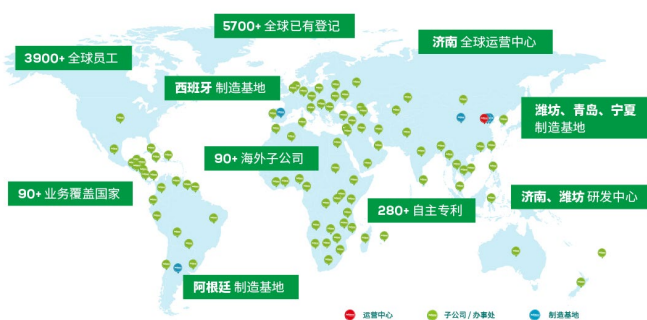 5700+ 全球已有登记
济南 全球运营中心
3900+ 全球员工
西班牙 制造基地
潍坊、青岛、宁夏
制造基地
90+ 海外子公司
90+ 业务覆盖国家
280+ 自主专利
济南、潍坊 研发中心
阿根廷 制造基地
运营中心
子公司 / 办事处
制造基地